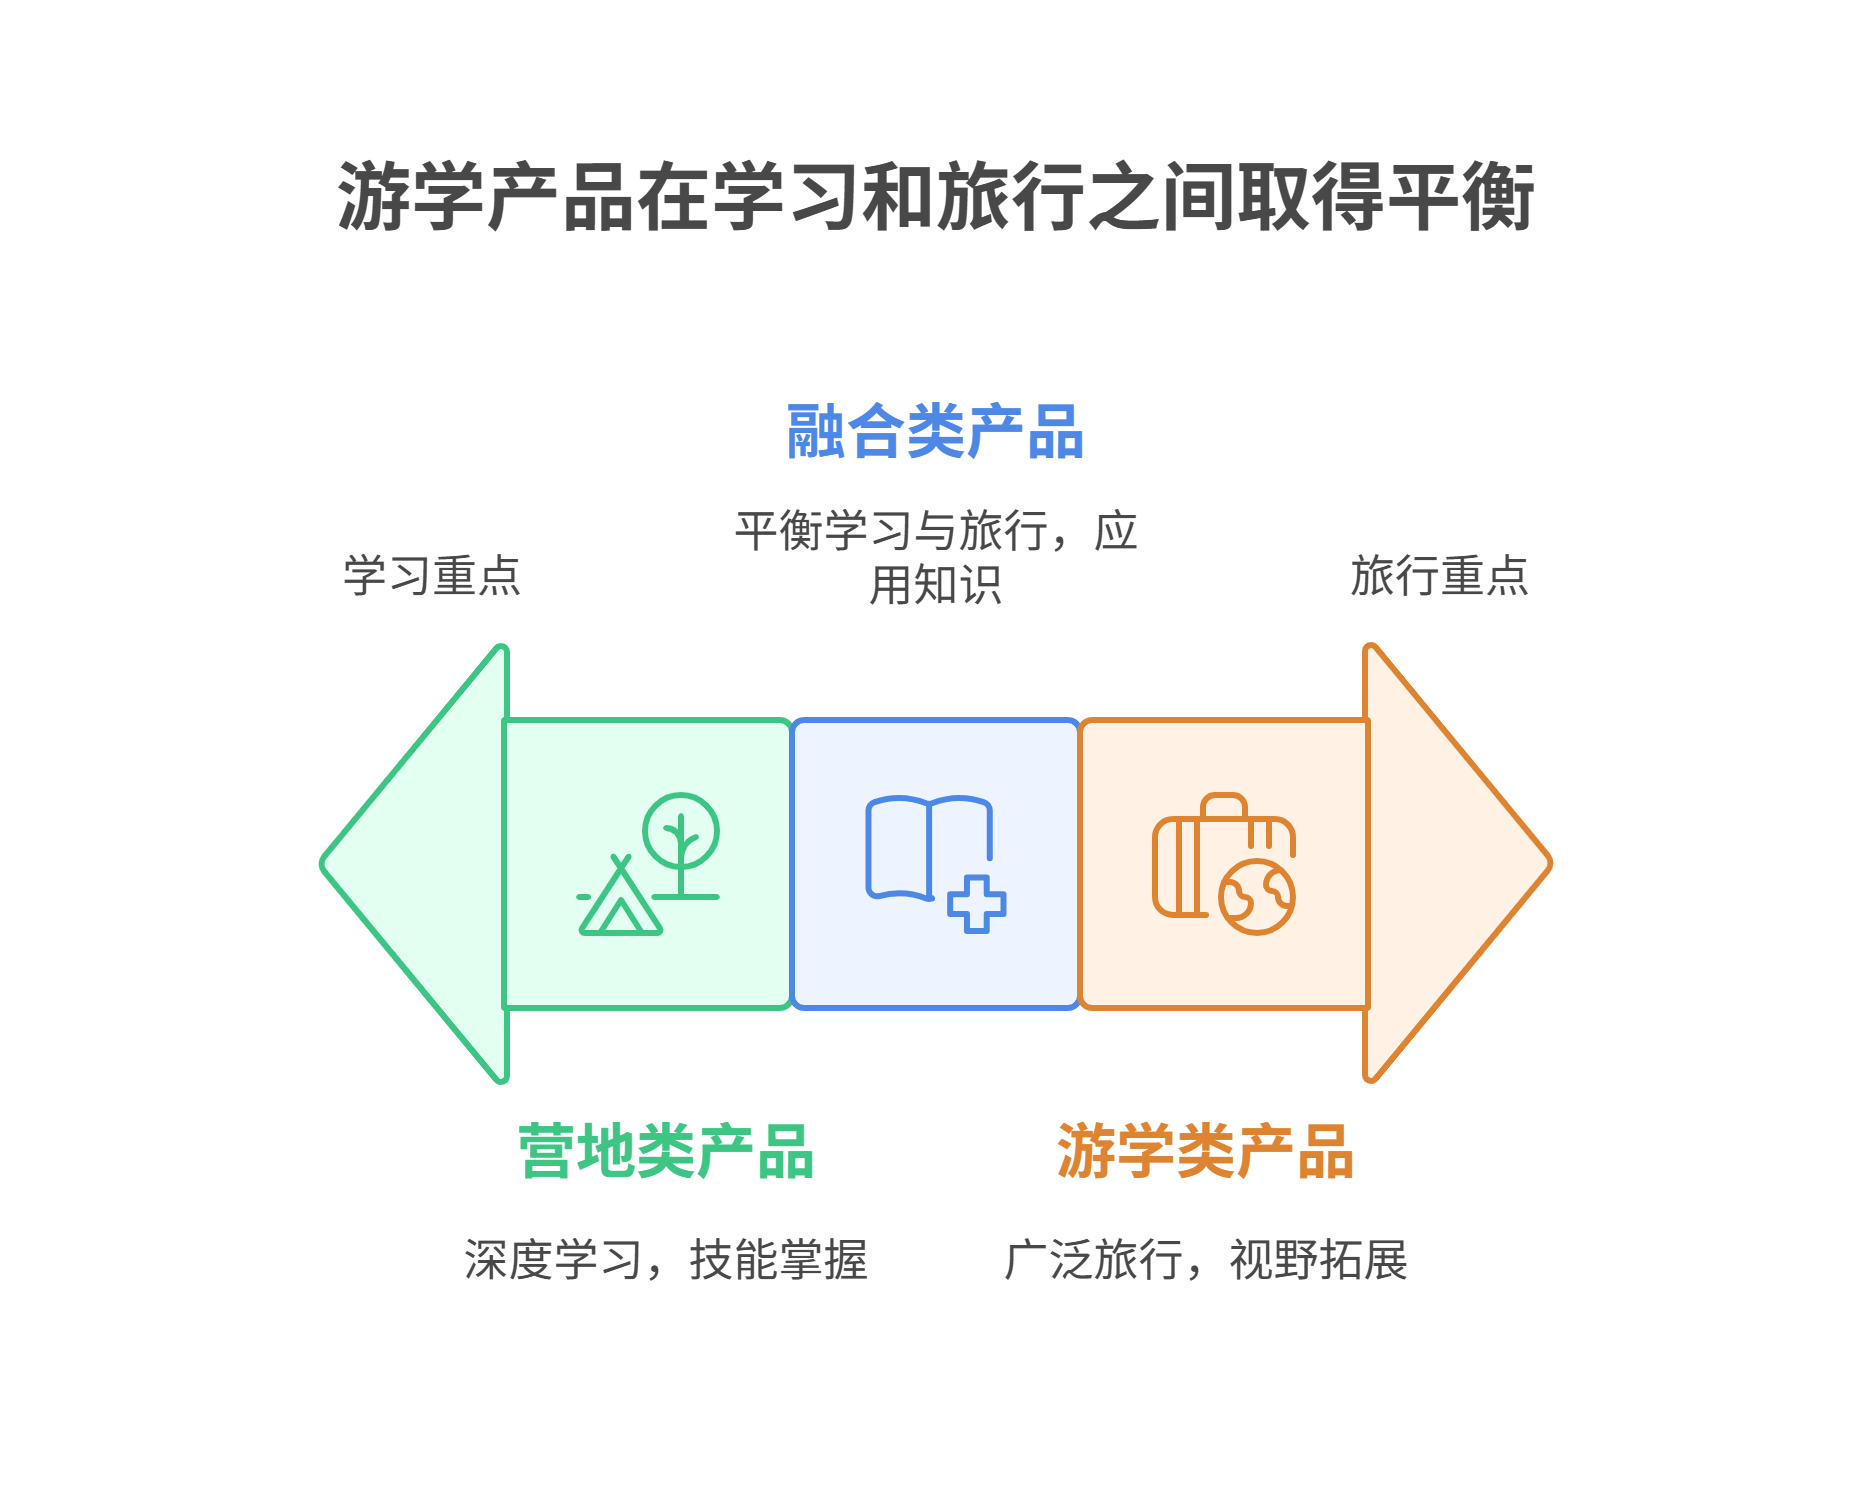 游学产品在学习和旅行之间取得平衡
融合类产品
平衡学习与旅行，应
用知识
学习重点
旅行重点
营地类产品
游学类产品
深度学习，技能掌握
广泛旅行，视野拓展